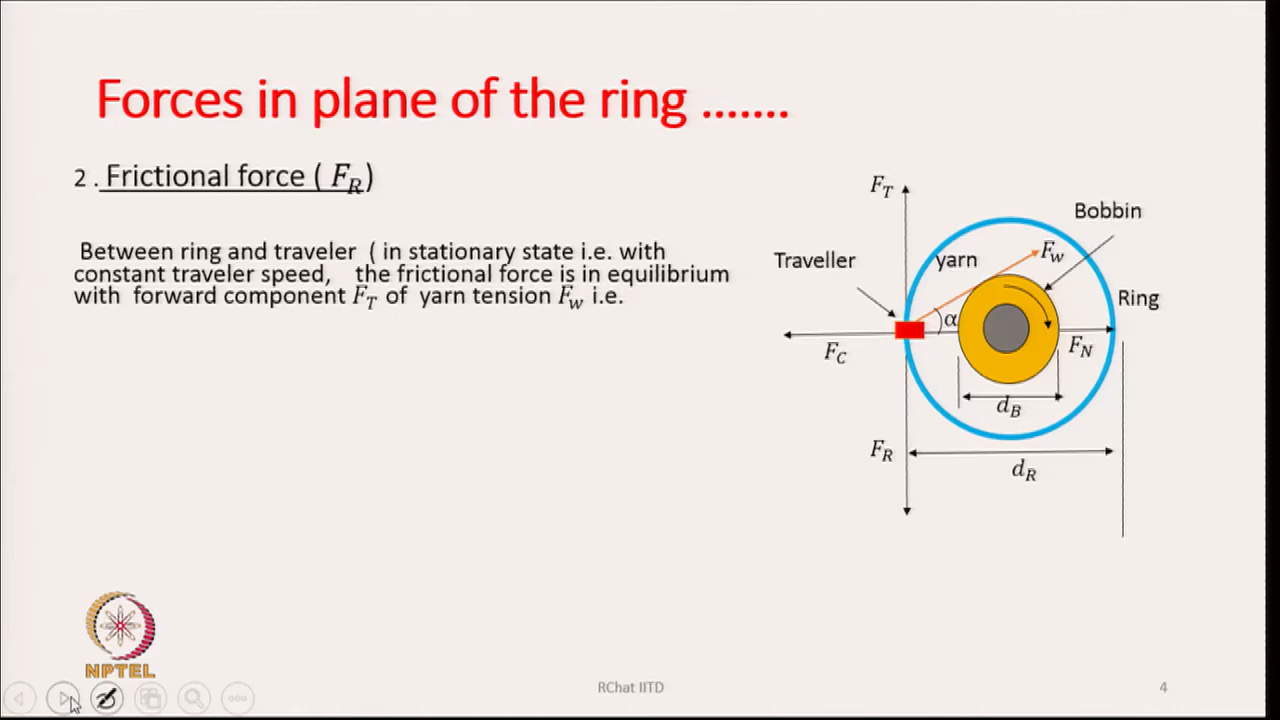 Forces in plane of the ring .......
2 . Frictional force ( F_R)
Between ring and traveler ( in stationary state i.e. with
constant traveler speed, the frictional force is in equilibrium
with forward component F_T of yarn tension F_w i.e.
F_T
Bobbin
Traveller
yarn
F_w
Ring
α
F_C
F_N
d_B
F_R
d_R
NPTEL
RChat IITD
4